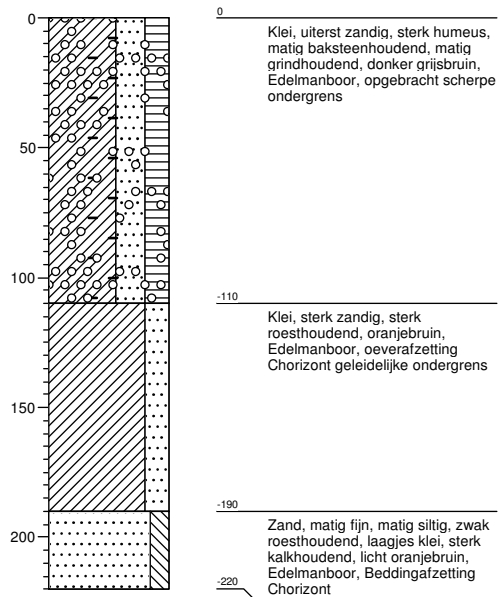 0
0
Klei, uiterst zandig, sterk humeus,
matig baksteenhoudend, matig
grindhoudend, donker grijsbruin,
Edelmanboor, opgebracht scherpe
ondergrens
50
100
-110
Klei, sterk zandig, sterk
roesthoudend, oranjebruin,
Edelmanboor, oeverafzetting
Chorizont geleidelijke ondergrens
150
-190
200
Zand, matig fijn, matig siltig, zwak
roesthoudend, laagjes klei, sterk
kalkhoudend, licht oranjebruin,
Edelmanboor, Beddingafzetting
Chorizont
-220